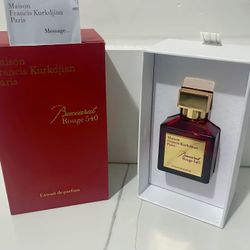 Maison
Francis Kurkdjian
Paris
Message
Maison
Francis Kurkdjian
Paris
Baccarat
Rouge 540
Extrait de parfum
Maison
Francis Kurkdjian
Paris
Baccarat
Rouge 540